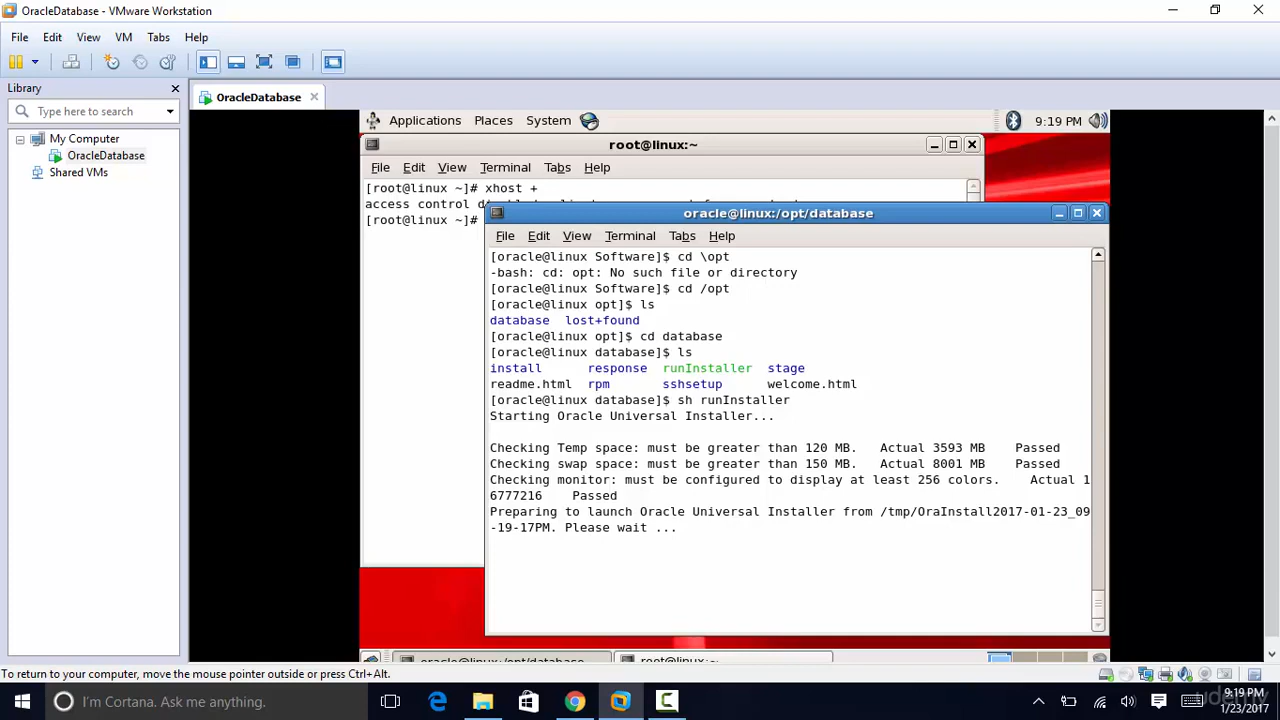 OracleDatabase - VMware Workstation
File Edit View VM Tabs Help
Library
Type here to search
My Computer
OracleDatabase
Shared VMs
OracleDatabase
Applications Places System
9:19 PM
root@linux:~
File Edit View Terminal Tabs Help
[root@linux ~]# xhost +
[root@linux ~]#
oracle@linux:/opt/database
File Edit View Terminal Tabs Help
[oracle@linux Software]$ cd \opt
-bash: cd: opt: No such file or directory
[oracle@linux Software]$ cd /opt
[oracle@linux opt]$ ls
database lost+found
[oracle@linux opt]$ cd database
[oracle@linux database]$ ls
install response runInstaller stage
readme.html rpm sshsetup welcome.html
[oracle@linux database]$ sh runInstaller
Starting Oracle Universal Installer...
Checking Temp space: must be greater than 120 MB. Actual 3593 MB Passed
Checking swap space: must be greater than 150 MB. Actual 8001 MB Passed
Checking monitor: must be configured to display at least 256 colors. Actual 1
6777216 Passed
Preparing to launch Oracle Universal Installer from /tmp/OraInstall2017-01-23_09
-19-17PM. Please wait ...
oracle@linux:/opt/database
root@linux:~
To return to your computer, move the mouse pointer outside or press Ctrl+Alt.
I'm Cortana. Ask me anything.
9:19 PM
1/23/2017
udemy